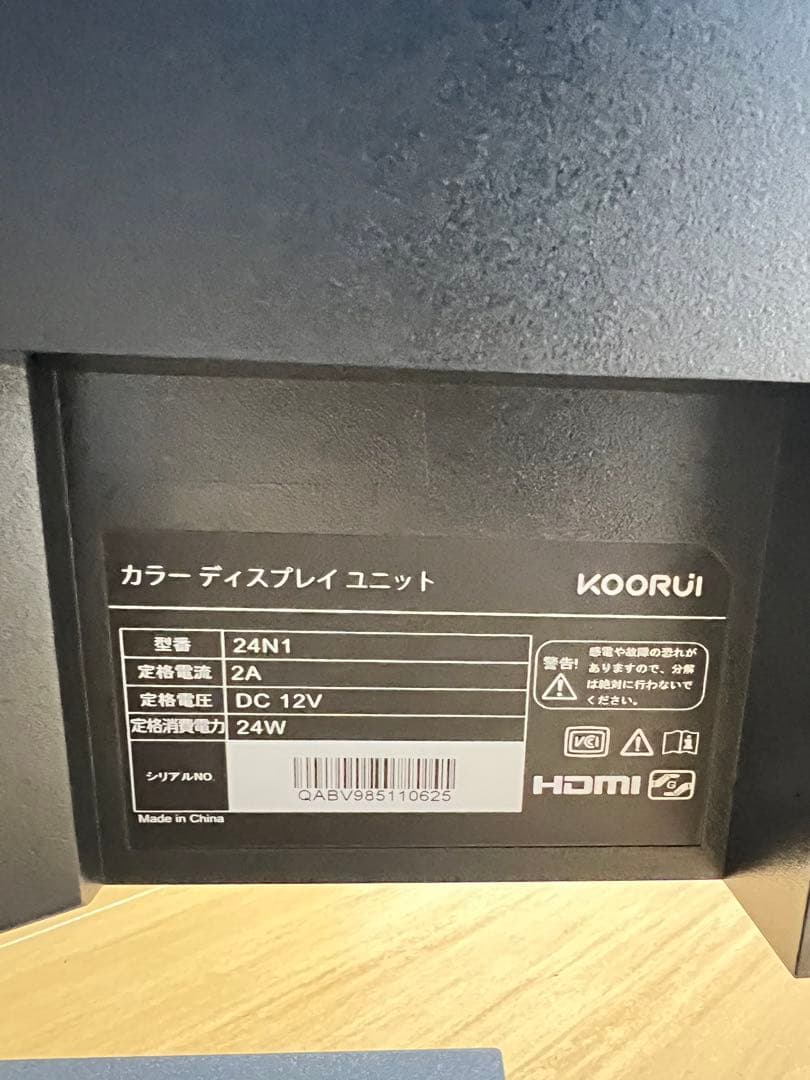 カラー ディスプレイ ユニット
KOORUI
型番 24N1
定格電流 2A
定格電圧 DC 12V
定格消費電力 24W
シリアルNO.
QABV985110625
Made in China
警告!
感電や故障の恐れが
ありますので、分解
は絶対に行わないで
ください。
VCI
HDMI
G